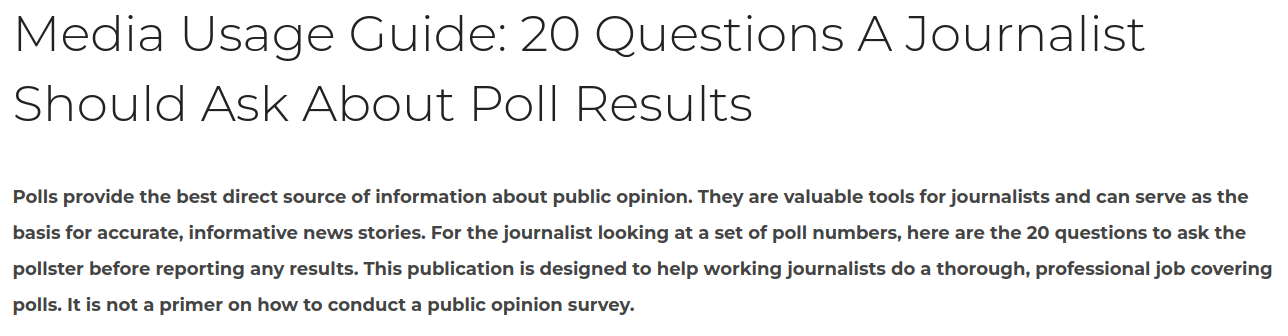 Media Usage Guide: 20 Questions A Journalist
Should Ask About Poll Results
Polls provide the best direct source of information about public opinion. They are valuable tools for journalists and can serve as the
basis for accurate, informative news stories. For the journalist looking at a set of poll numbers, here are the 20 questions to ask the
pollster before reporting any results. This publication is designed to help working journalists do a thorough, professional job covering
polls. It is not a primer on how to conduct a public opinion survey.